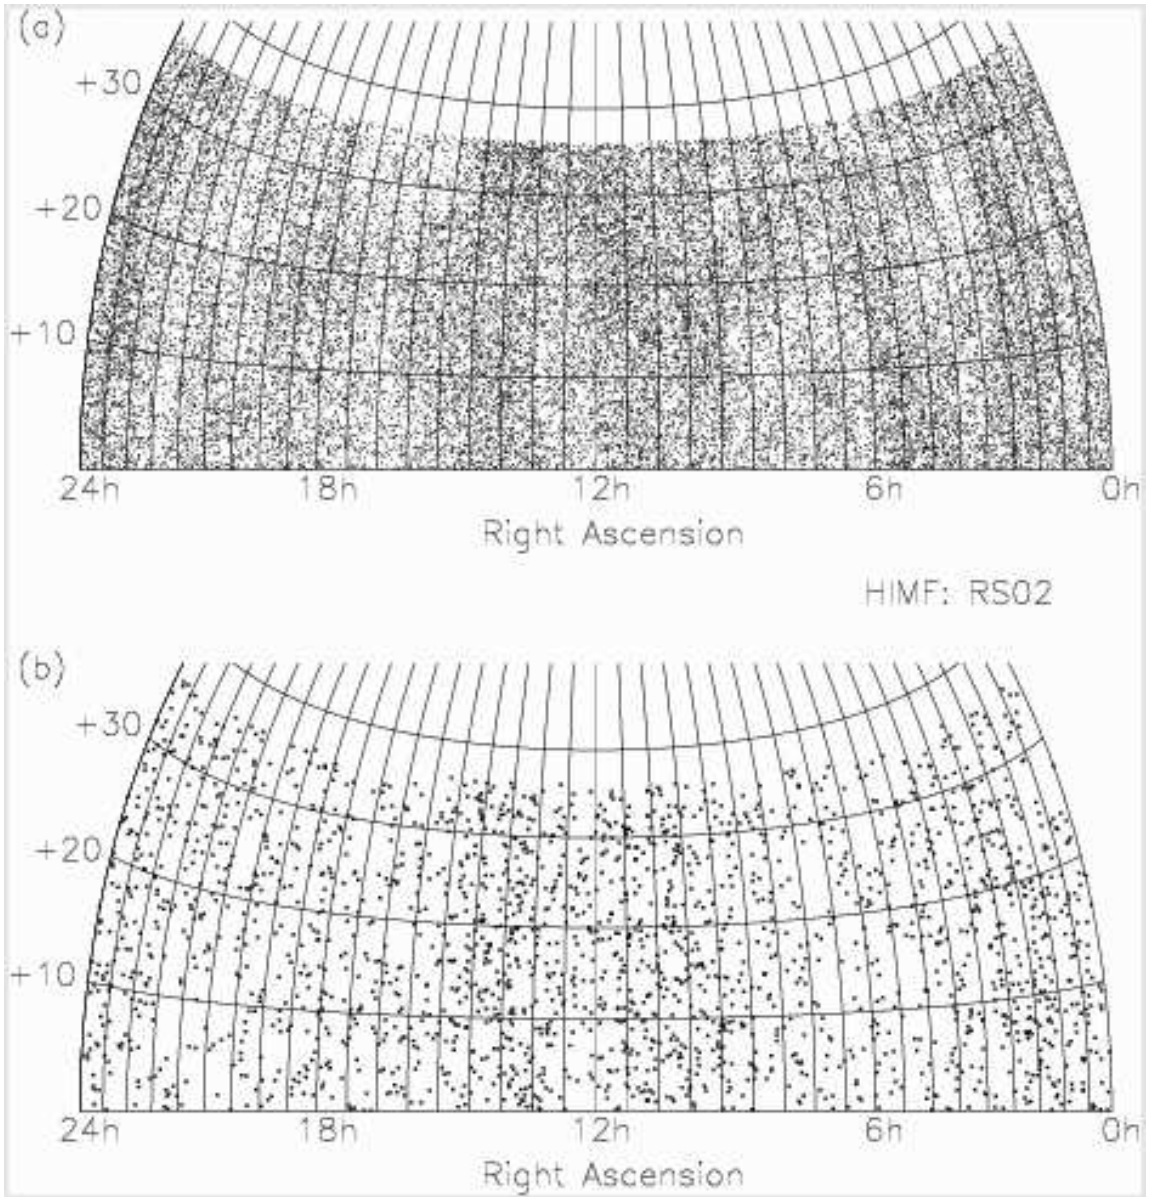 (a)
+30
+20
+10
24h 18h 12h 6h 0h
Right Ascension
HIMF: RS02
(b)
+30
+20
+10
24h 18h 12h 6h 0h
Right Ascension